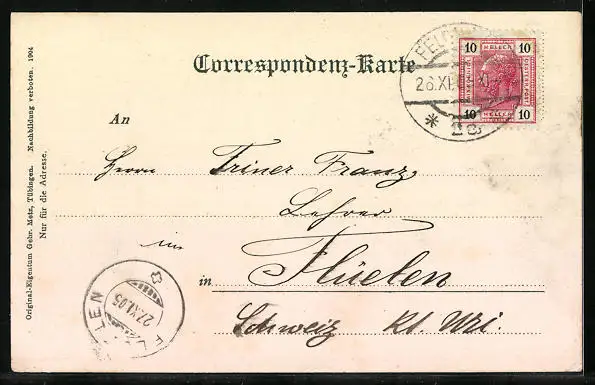 Correspondenz-Karte
10 HELLER 10
10 HELLER 10
26.XI.
* 2a
An
Herrn Triner Franz,
Lehrer
in Flüelen
Schweiz Kt. Uri.
27.XI.05
Original-Eigentum Gebr. Metz, Tübingen. Nachbildung verboten. 1904
Nur für die Adresse.